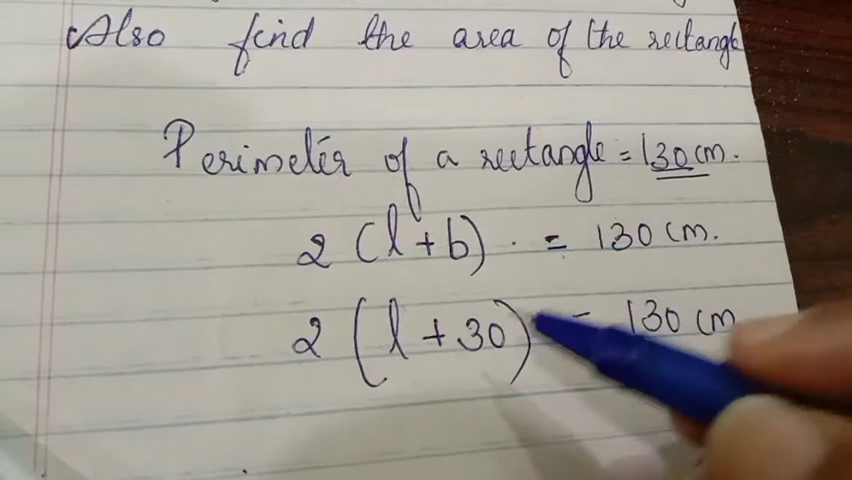 Also find the area of the rectangle
Perimeter of a rectangle = 130 cm.
2 (l + b) = 130 cm.
2 (l + 30) = 130 cm